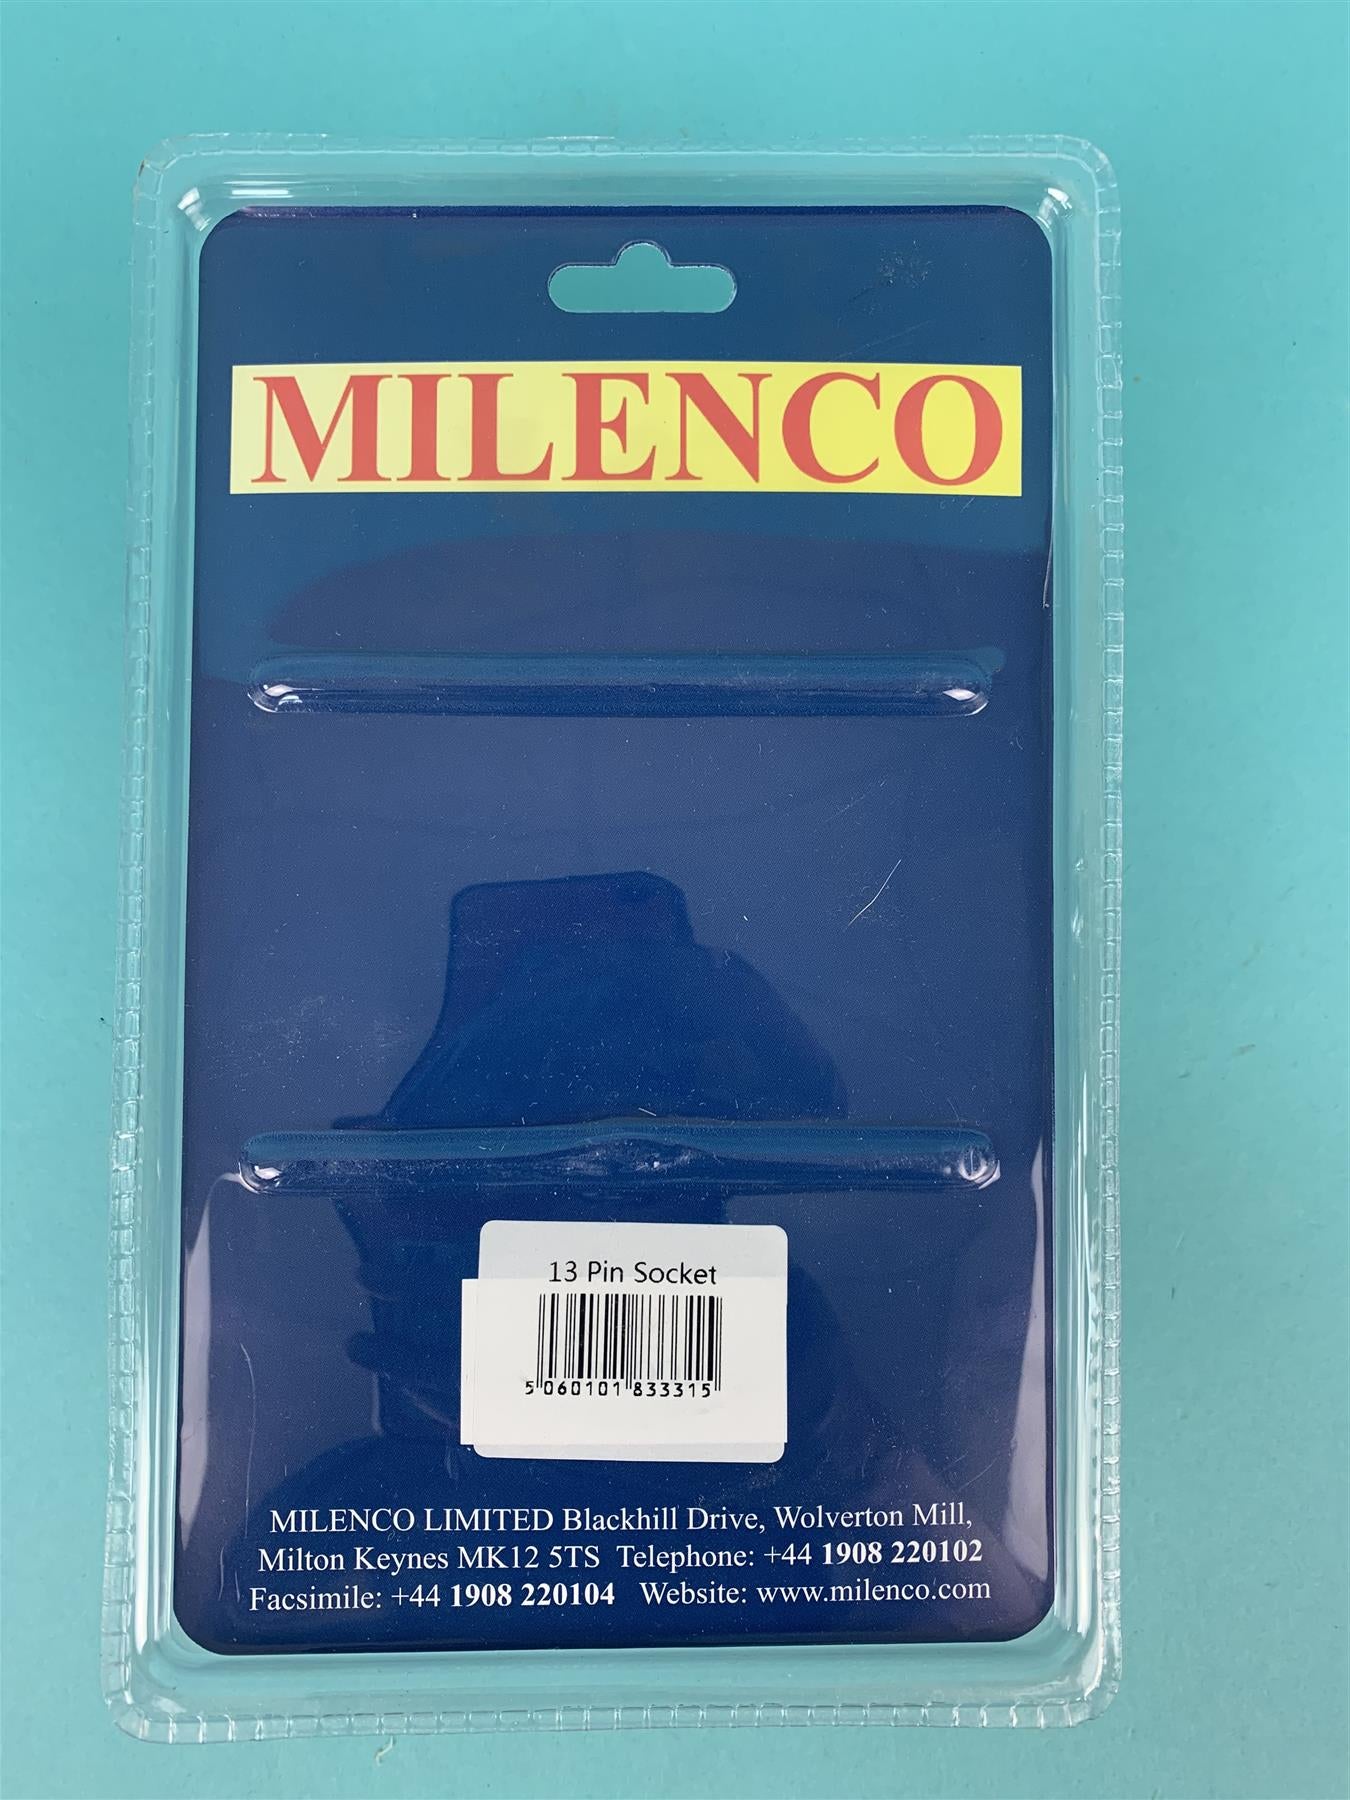 MILENCO
13 Pin Socket
5 060101 833315
MILENCO LIMITED Blackhill Drive, Wolverton Mill,
Milton Keynes MK12 5TS Telephone: +44 1908 220102
Facsimile: +44 1908 220104 Website: www.milenco.com